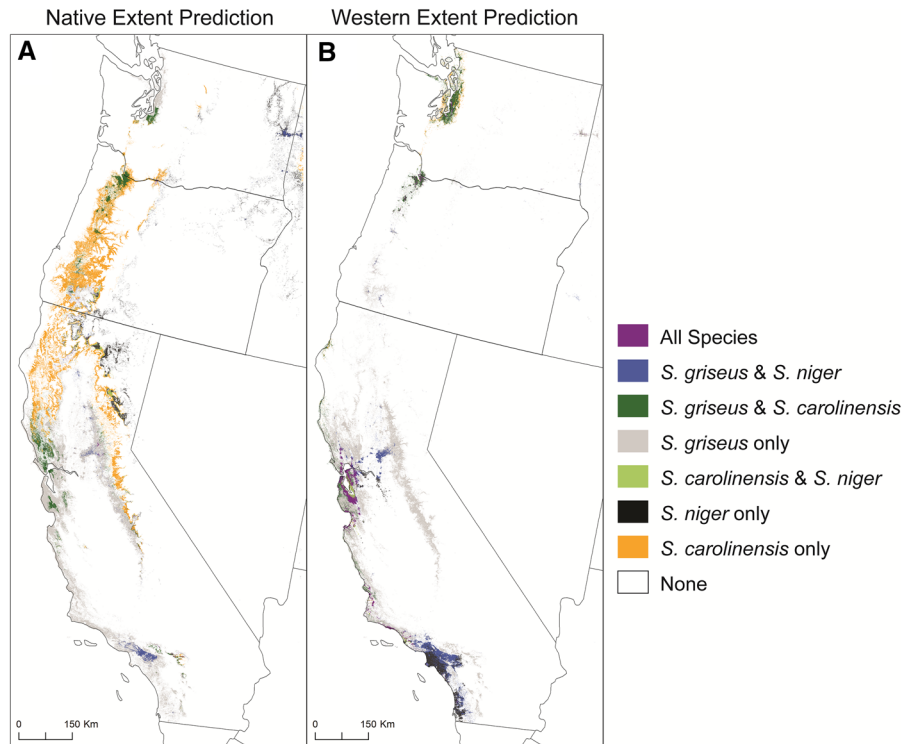 Native Extent Prediction
Western Extent Prediction
A
B
All Species
S. griseus & S. niger
S. griseus & S. carolinensis
S. griseus only
S. carolinensis & S. niger
S. niger only
S. carolinensis only
None
0 150 Km
0 150 Km